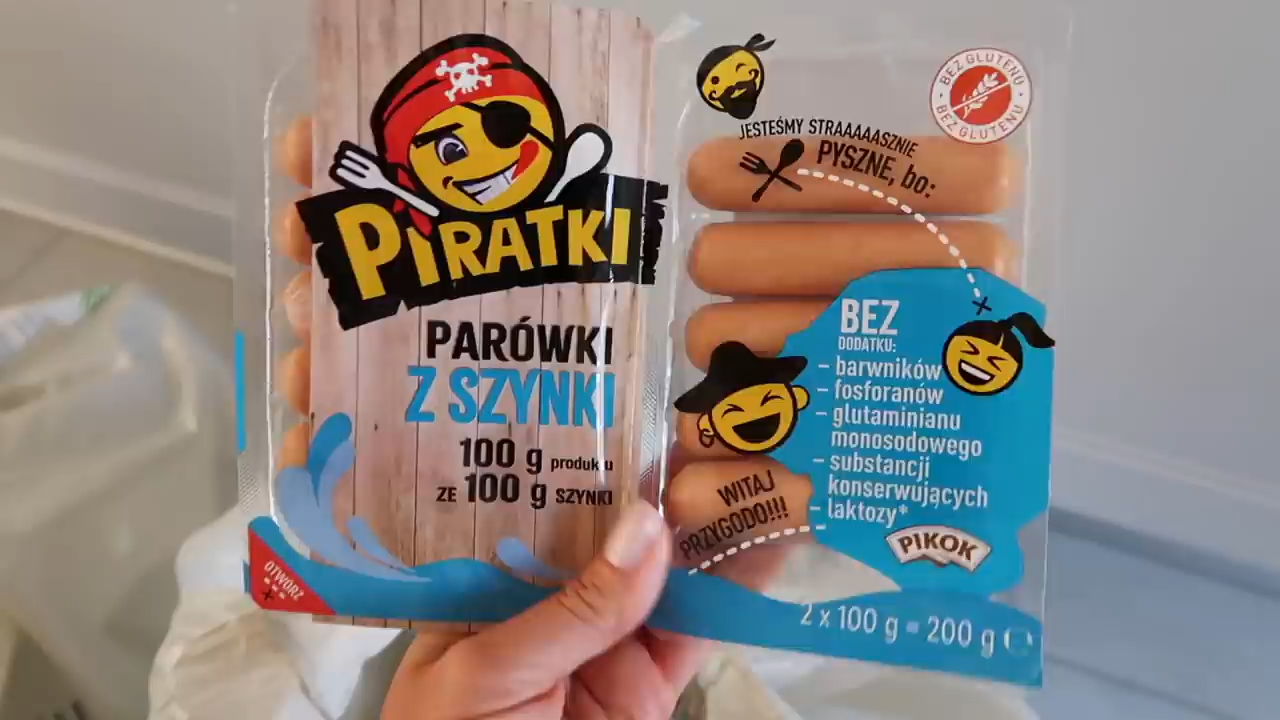 PIRATKI
PARÓWKI
Z SZYNKI
100 g produktu
ZE 100 g SZYNKI
OTWÓRZ
BEZ GLUTENU
BEZ GLUTENU
JESTEŚMY STRAAAAASZNIE
PYSZNE, bo:
BEZ
DODATKU:
– barwników
– fosforanów
– glutaminianu
monosodowego
– substancji
konserwujących
– laktozy*
WITAJ
PRZYGODO!!!
PIKOK
2 x 100 g = 200 g ℮